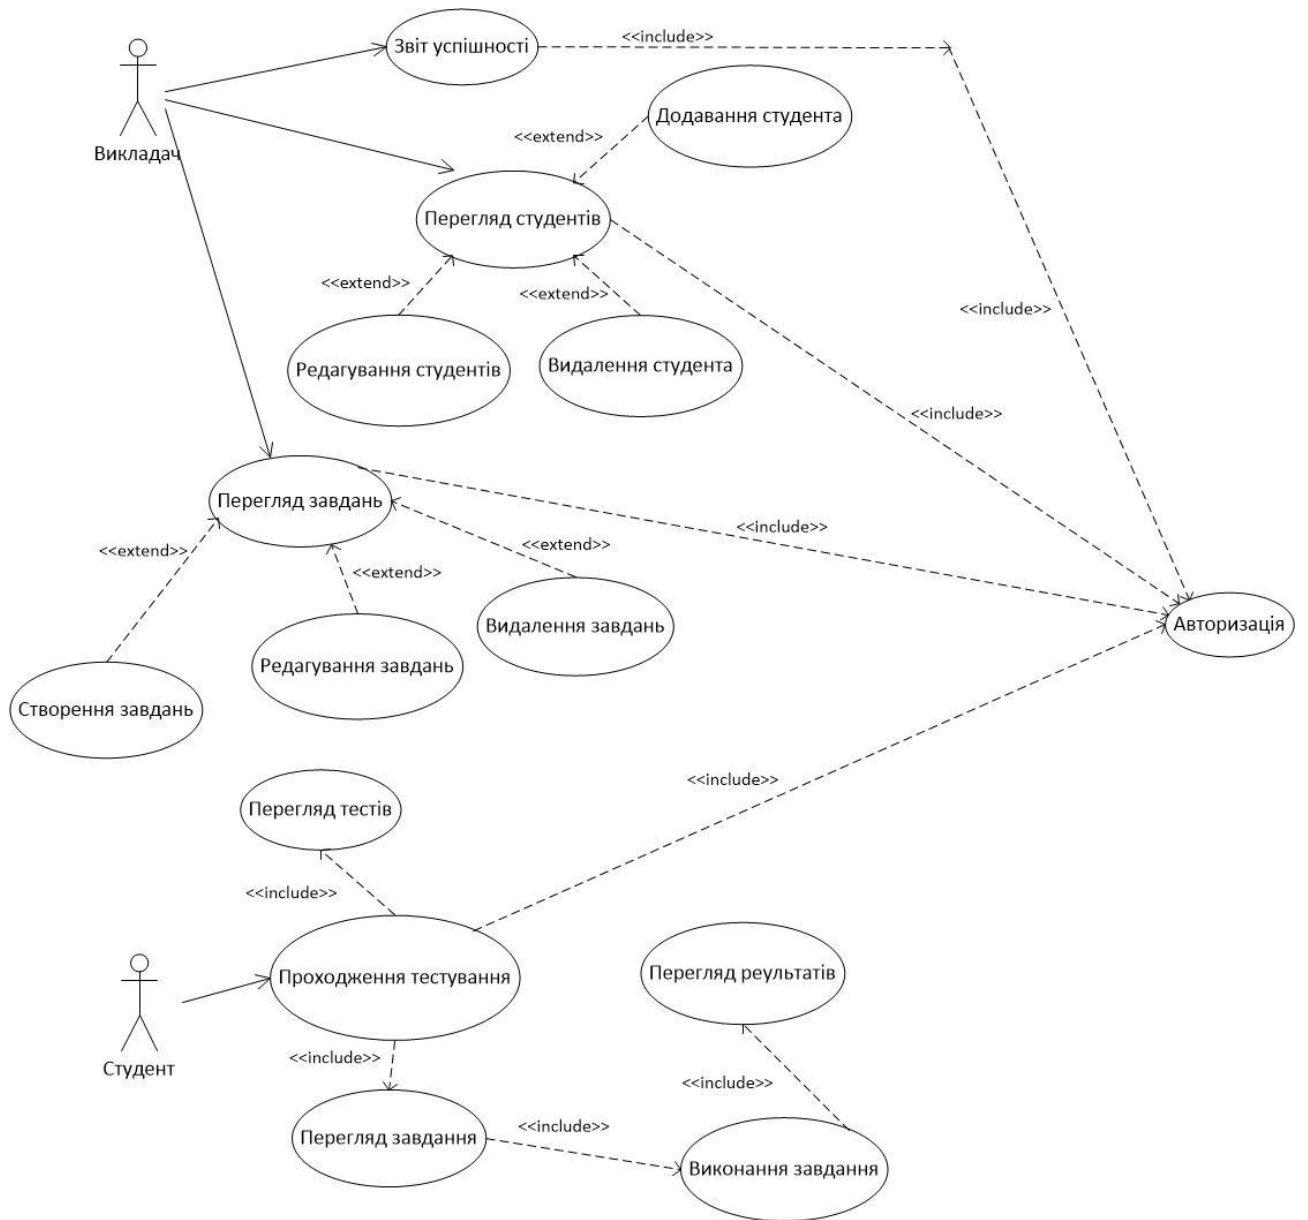 Звіт успішності
<<include>>
Додавання студента
<<extend>>
Викладач
Перегляд студентів
<<extend>>
<<extend>>
<<include>>
Редагування студентів
Видалення студента
<<include>>
Перегляд завдань
<<include>>
<<extend>>
<<extend>>
<<extend>>
Видалення завдань
Авторизація
Редагування завдань
Створення завдань
<<include>>
Перегляд тестів
<<include>>
Проходження тестування
Перегляд реультатів
Студент
<<include>>
<<include>>
<<include>>
Перегляд завдання
Виконання завдання